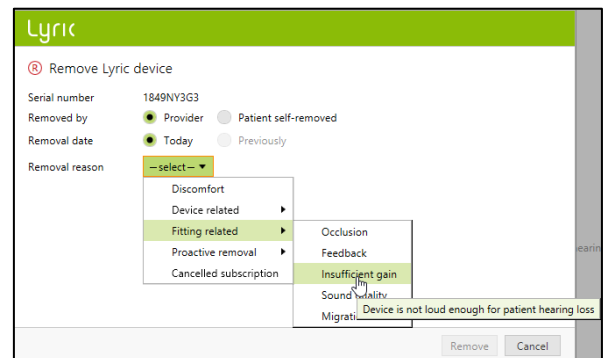 Lyric
® Remove Lyric device
Serial number 1849NY3G3
Removed by Provider Patient self-removed
Removal date Today Previously
Removal reason —select—
Discomfort
Device related
Fitting related
Proactive removal
Cancelled subscription
Occlusion
Feedback
Insufficient gain
Sound quality
Device is not loud enough for patient hearing loss
Remove Cancel